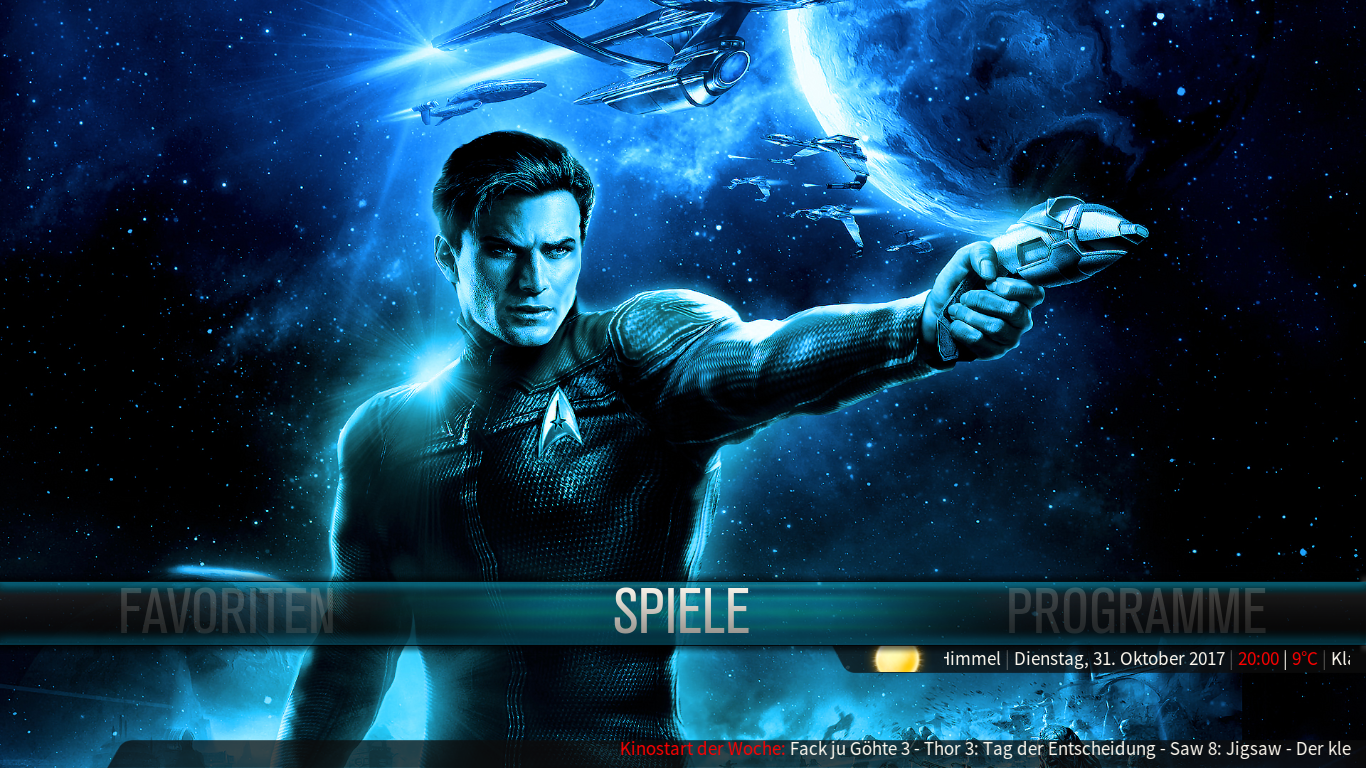 FAVORITEN SPIELE PROGRAMME
Himmel | Dienstag, 31. Oktober 2017 | 20:00 | 9°C | Kla
Kinostart der Woche: Fack ju Göhte 3 - Thor 3: Tag der Entscheidung - Saw 8: Jigsaw - Der kle